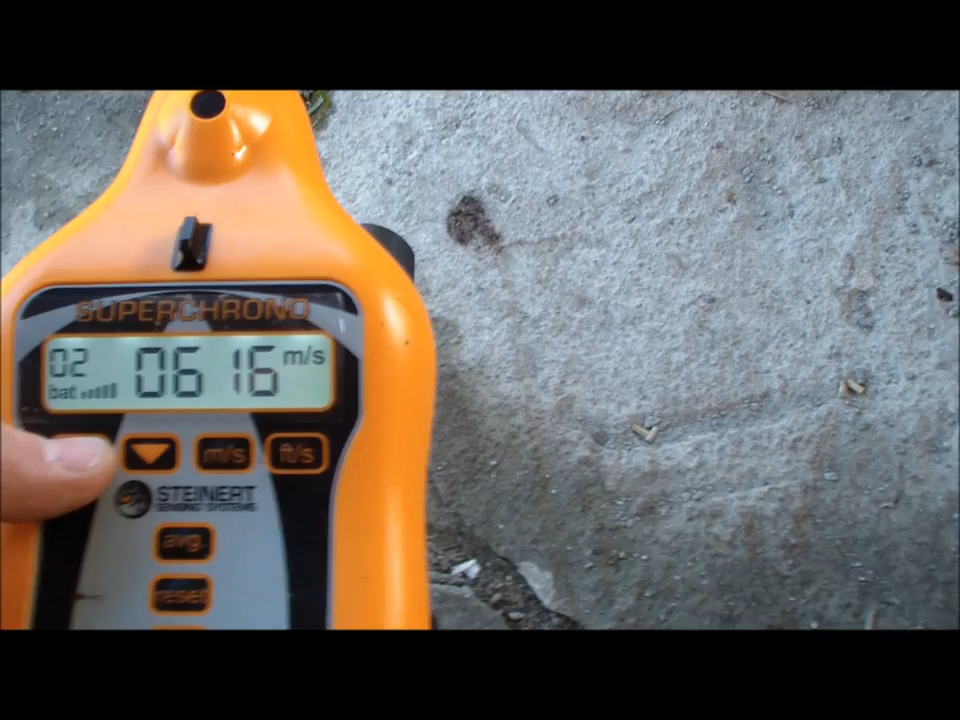 SUPERCHRONO
02 0616 m/s
bat
m/s ft/s
STEINERT
SENSING SYSTEMS
avg.
reset